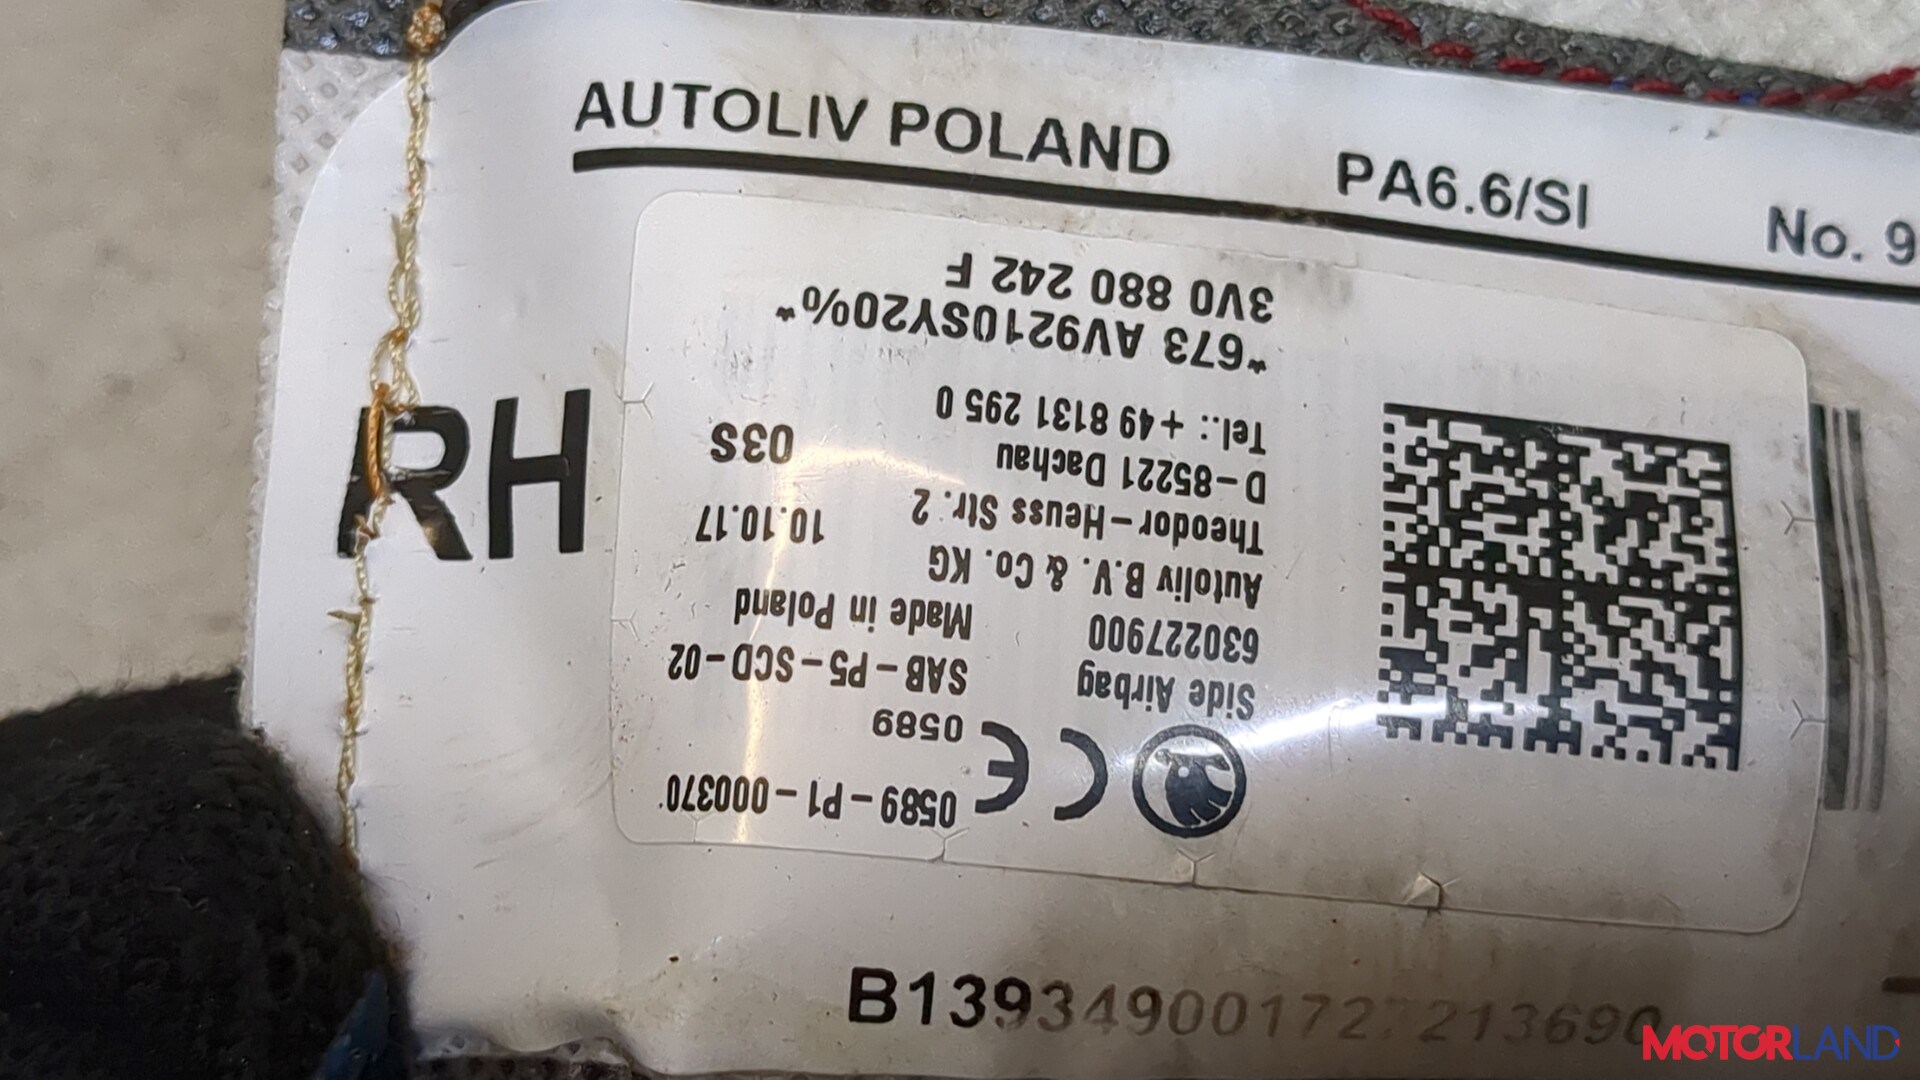 AUTOLIV POLAND
PA6.6/SI
No. 9
RH
0589-P1-000370
0589
SAB-P5-SCD-02
Made in Poland
10.10.17
03S
Side Airbag
630227900
Autoliv B.V. & Co. KG
Theodor-Heuss Str. 2
D-85221 Dachau
Tel.: +49 8131 295 0
*673 AV9210SY20%*
3V0 880 242 F
CE
MOTORLAND